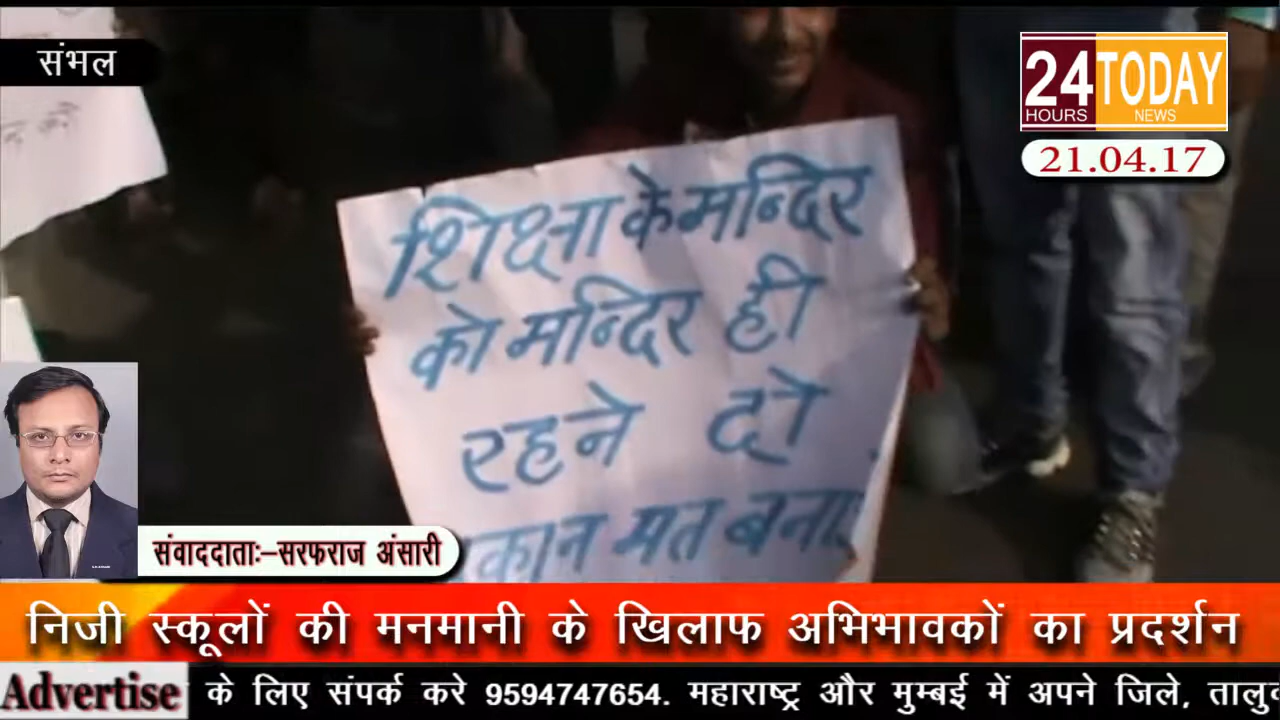 संभल
24 TODAY
HOURS NEWS
21.04.17
शिक्षा के मन्दिर
को मन्दिर ही
रहने दो
मत बना
संवाददाताः-सरफराज अंसारी
निजी स्कूलों की मनमानी के खिलाफ अभिभावकों का प्रदर्शन
Advertise के लिए संपर्क करे 9594747654. महाराष्ट्र और मुम्बई में अपने जिले,